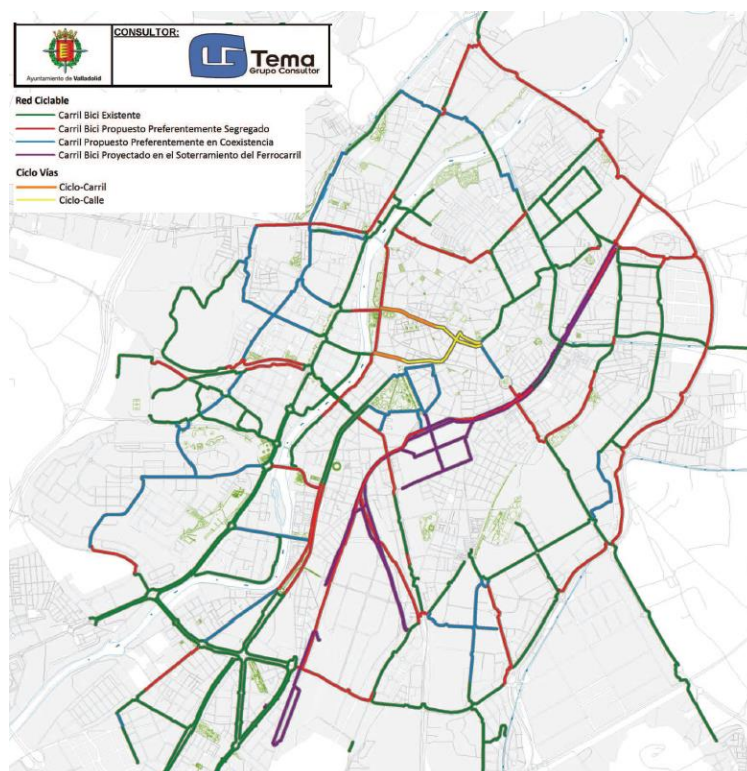 CONSULTOR:
Ayuntamiento de Valladolid
Tema
Grupo Consultor
Red Ciclable
Carril Bici Existente
Carril Bici Propuesto Preferentemente Segregado
Carril Propuesto Preferentemente en Coexistencia
Carril Bici Proyectado en el Soterramiento del Ferrocarril
Ciclo Vías
Ciclo-Carril
Ciclo-Calle